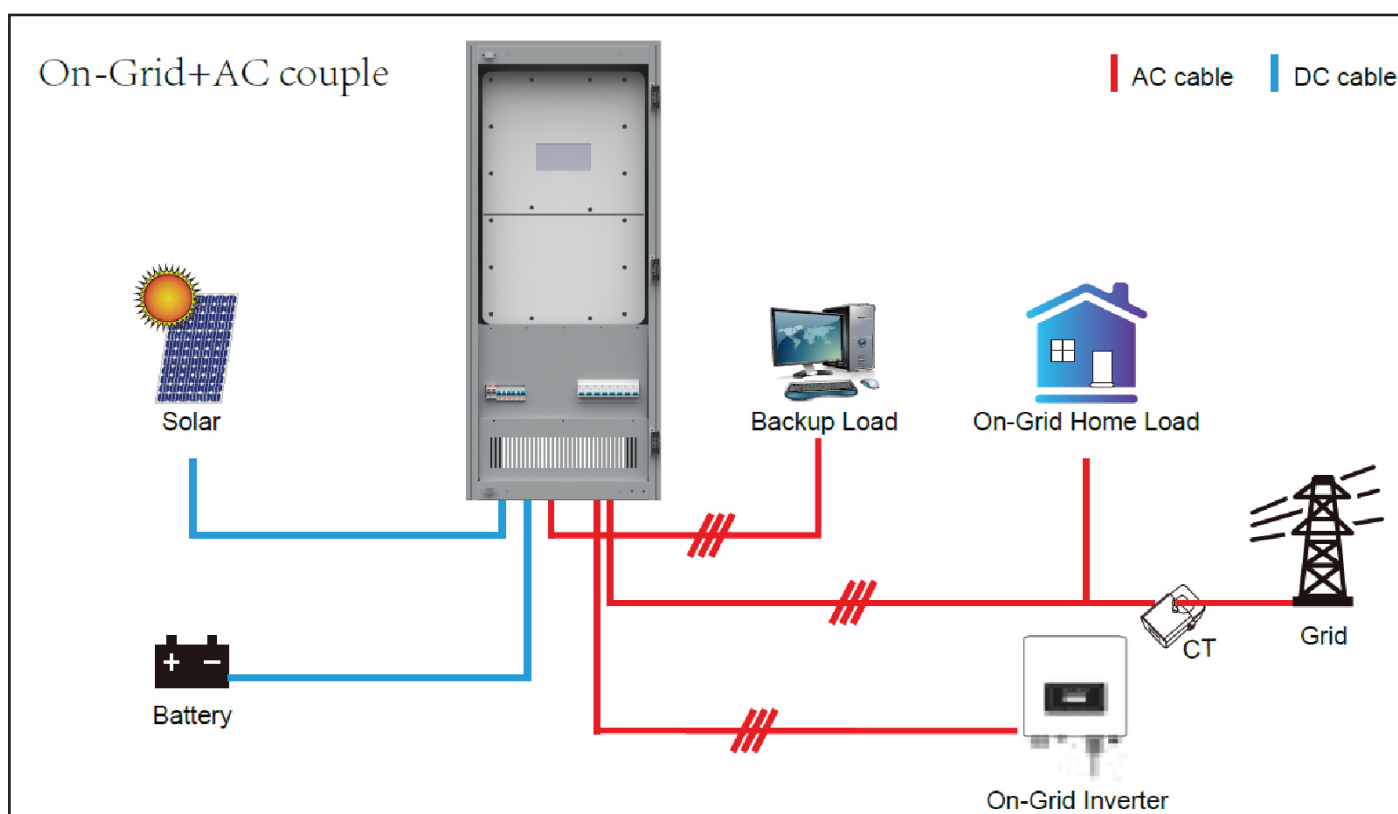 On-Grid+AC couple
AC cable
DC cable
Solar
Backup Load
On-Grid Home Load
Battery
CT
Grid
On-Grid Inverter